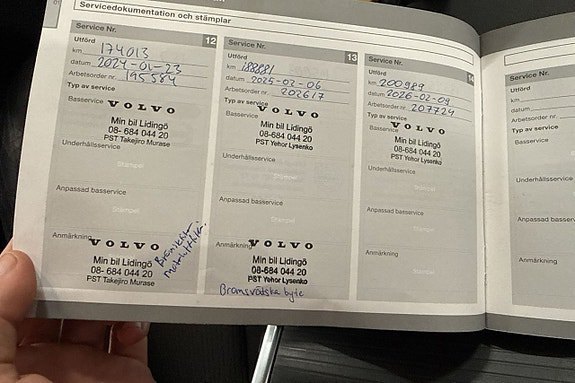 Servicedokumentation och stämplar
Service Nr. 12
Utförd
km 174013
datum 2024-01-23
Arbetsorder nr. 195584
Typ av service
Basservice
VOLVO
Min bil Lidingö
08-684 044 20
PST Takejiro Murase
Underhållsservice
Stämpel
Anpassad basservice
Stämpel
Anmärkning
VOLVO
Min bil Lidingö
08-684 044 20
PST Takejiro Murase
Service Nr. 13
Utförd
km 188881
datum 2025-02-06
Arbetsorder nr. 202617
Typ av service
Basservice
VOLVO
Min bil Lidingö
08-684 044 20
PST Yehor Lysenko
Underhållsservice
Stämpel
Anpassad basservice
Stämpel
Anmärkning
VOLVO
Min bil Lidingö
08-684 044 20
PST Yehor Lysenko
Bromsvätska byte
Service Nr. 14
Utförd
km 200989
datum 2026-02-09
Arbetsorder nr. 207724
Typ av service
Basservice
VOLVO
Min bil Lidingö
08-684 044 20
PST Yehor Lysenko
Underhållsservice
Stämpel
Anpassad basservice
Stämpel
Anmärkning
Service Nr.
Utförd
km
datum
Arbetsorder nr.
Typ av service
Basservice
Underhållsservice
Anpassad basservice
Anmärkning